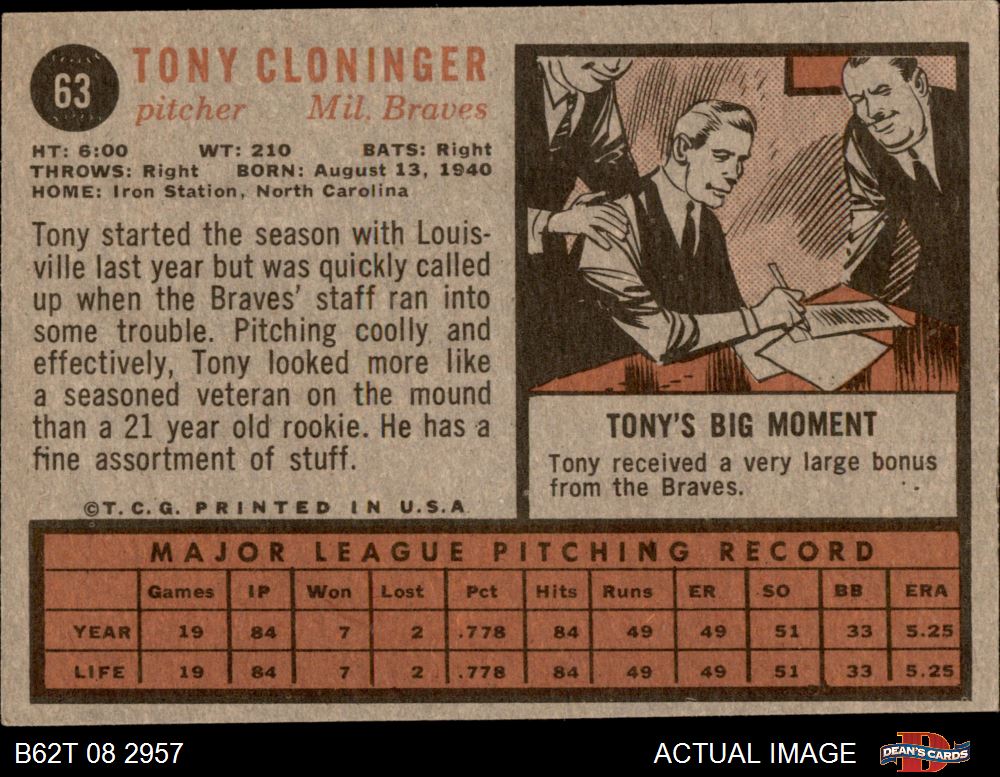 63
TONY CLONINGER
pitcher Mil. Braves
HT: 6:00 WT: 210 BATS: Right
THROWS: Right BORN: August 13, 1940
HOME: Iron Station, North Carolina
Tony started the season with Louis-
ville last year but was quickly called
up when the Braves' staff ran into
some trouble. Pitching coolly and
effectively, Tony looked more like
a seasoned veteran on the mound
than a 21 year old rookie. He has a
fine assortment of stuff.
©T.C.G. PRINTED IN U.S.A
TONY'S BIG MOMENT
Tony received a very large bonus
from the Braves.
MAJOR LEAGUE PITCHING RECORD
Games IP Won Lost Pct Hits Runs ER SO BB ERA
YEAR 19 84 7 2 .778 84 49 49 51 33 5.25
LIFE 19 84 7 2 .778 84 49 49 51 33 5.25
B62T 08 2957 ACTUAL IMAGE DEAN'S CARDS